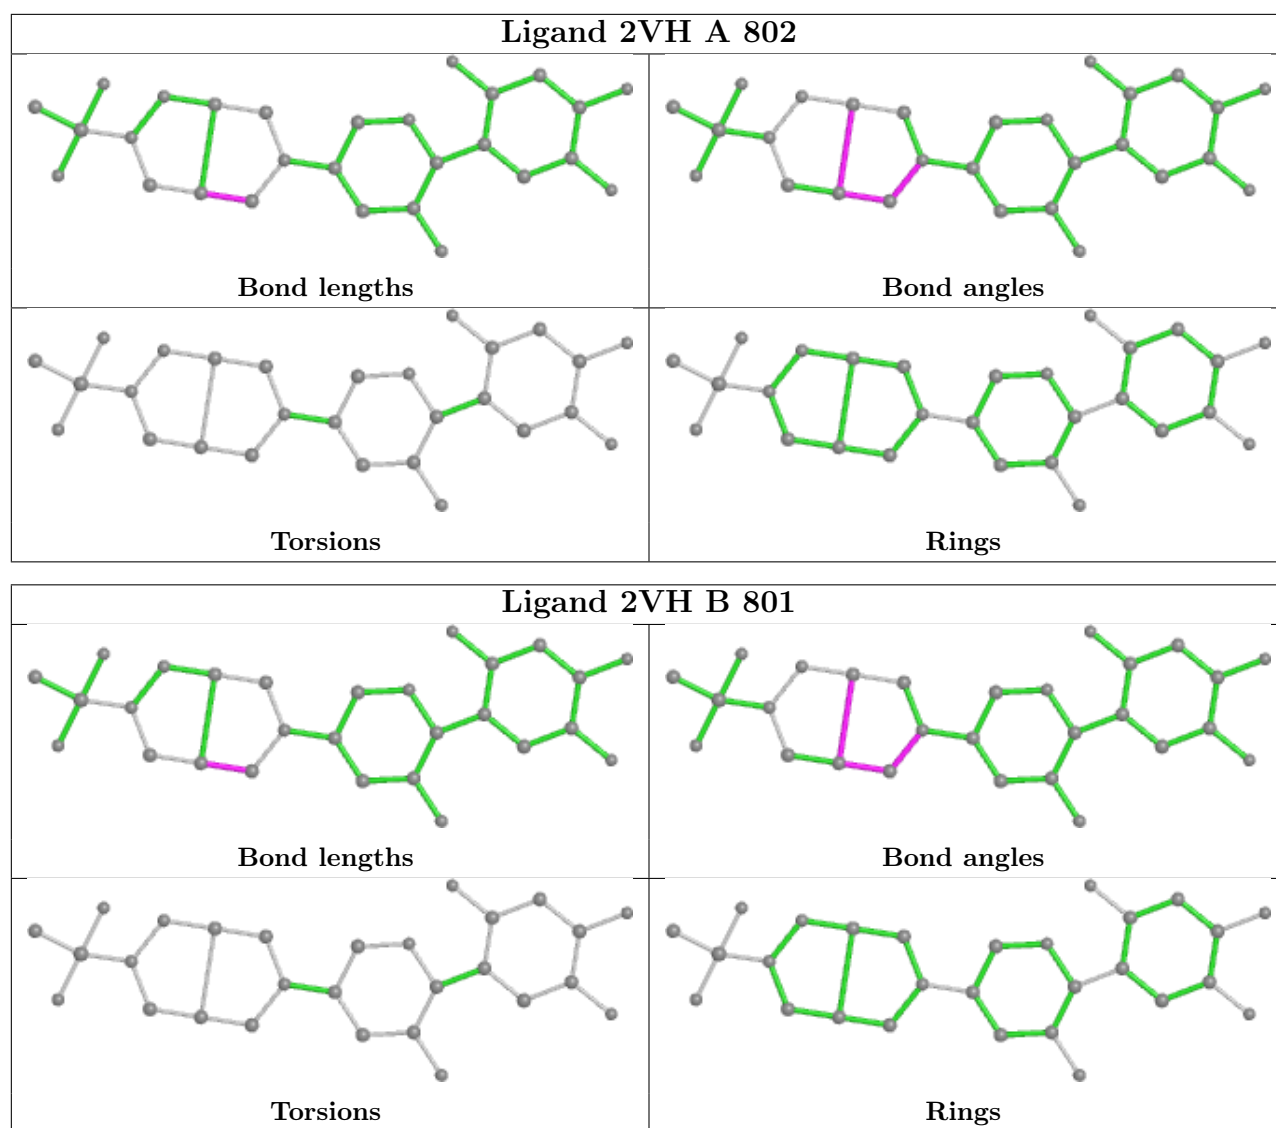 Ligand 2VH A 802
Bond lengths
Bond angles
Torsions
Rings
Ligand 2VH B 801
Bond lengths
Bond angles
Torsions
Rings